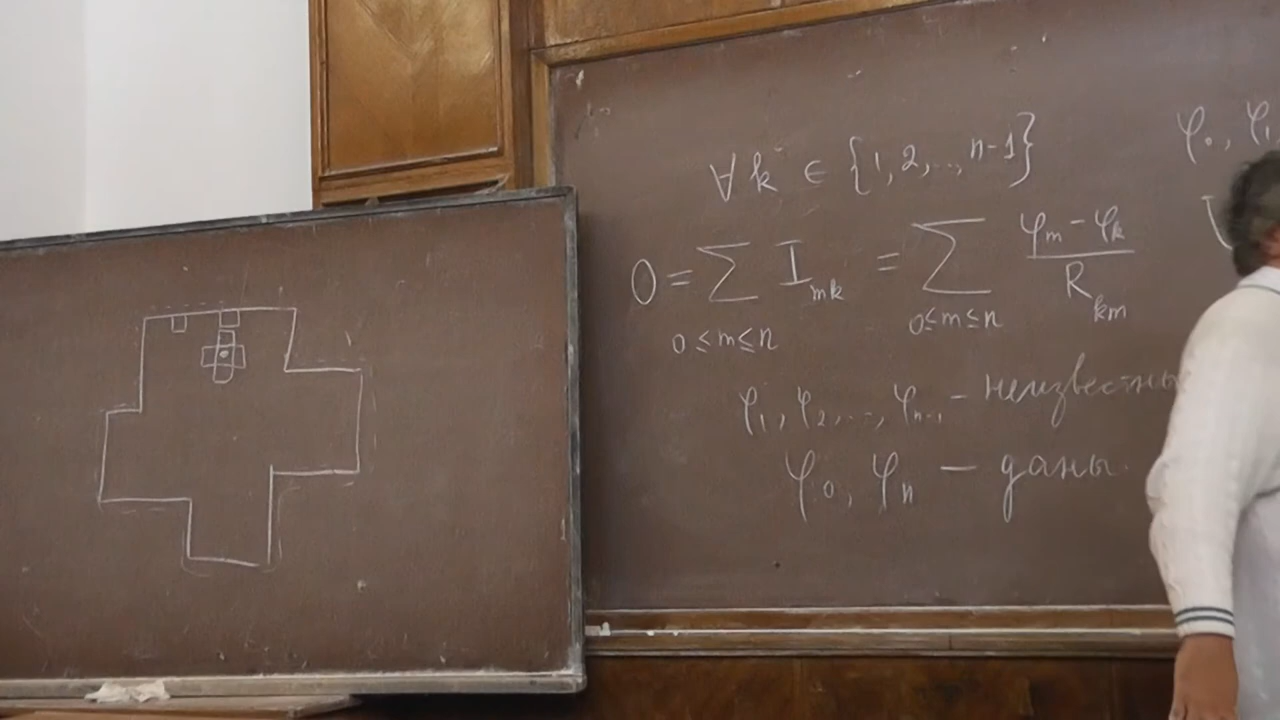 ∀ k ∈ {1, 2, ..., n-1}
0 = ∑ I_mk = ∑ (φ_m - φ_k) / R_km
0 ≤ m ≤ n 0 ≤ m ≤ n
φ_1, φ_2, ..., φ_n-1 - неизвестны
φ_0, φ_n — даны.
φ_0, φ_1